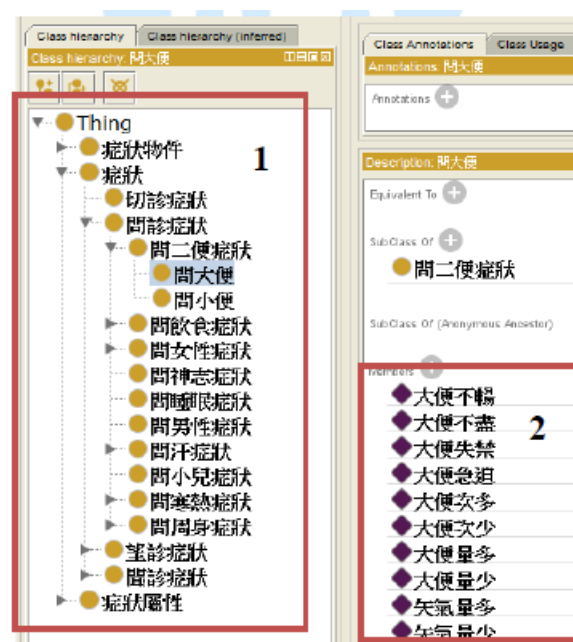 Class hierarchy
Class hierarchy (inferred)
Class hierarchy: 問大便
Thing
症狀物件
1
症狀
切診症狀
問診症狀
問二便症狀
問大便
問小便
問飲食症狀
問女性症狀
問神志症狀
問睡眠症狀
問男性症狀
問汗症狀
問小兒症狀
問寒熱症狀
問周身症狀
望診症狀
聞診症狀
症狀屬性
Class Annotations
Class Usage
Annotations: 問大便
Annotations
Description: 問大便
Equivalent To
SubClass Of
問二便症狀
SubClass Of (Anonymous Ancestor)
Members
大便不暢
大便不盡
2
大便失禁
大便急迫
大便次多
大便次少
大便量多
大便量少
矢氣量多
矢氣量少